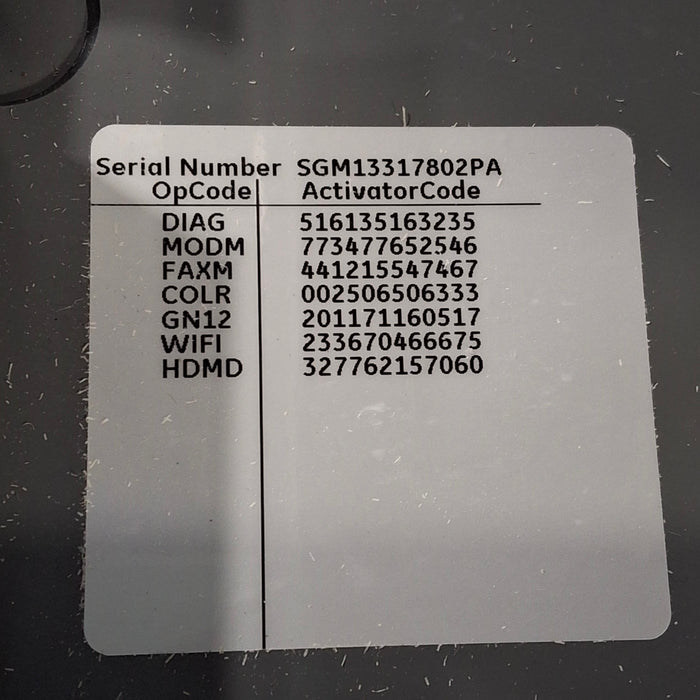 Serial Number SGM13317802PA
OpCode ActivatorCode
DIAG 516135163235
MODM 773477652546
FAXM 441215547467
COLR 002506506333
GN12 201171160517
WIFI 233670466675
HDMD 327762157060